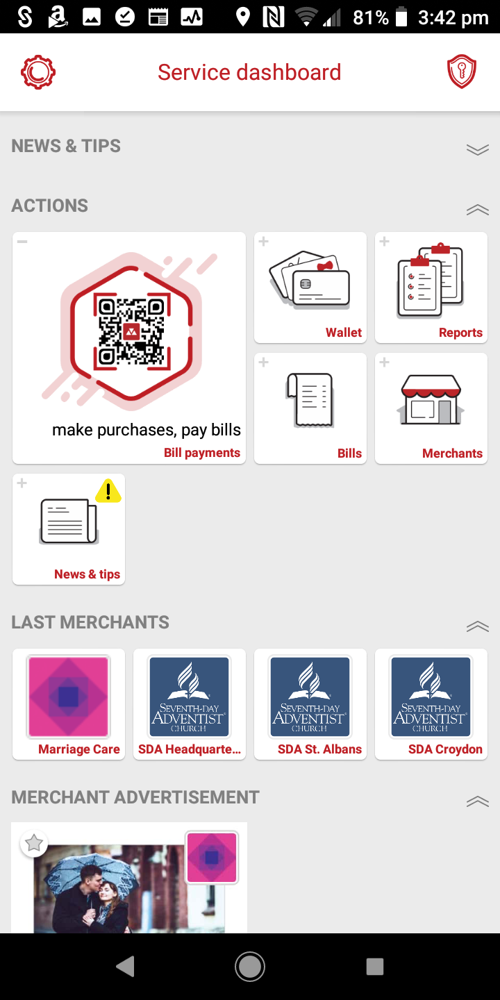 81% 3:42 pm
Service dashboard
NEWS & TIPS
ACTIONS
make purchases, pay bills
Bill payments
Wallet
Reports
Bills
Merchants
News & tips
LAST MERCHANTS
SEVENTH-DAY
ADVENTIST
CHURCH
SEVENTH-DAY
ADVENTIST
CHURCH
SEVENTH-DAY
ADVENTIST
CHURCH
Marriage Care
SDA Headquarte...
SDA St. Albans
SDA Croydon
MERCHANT ADVERTISEMENT